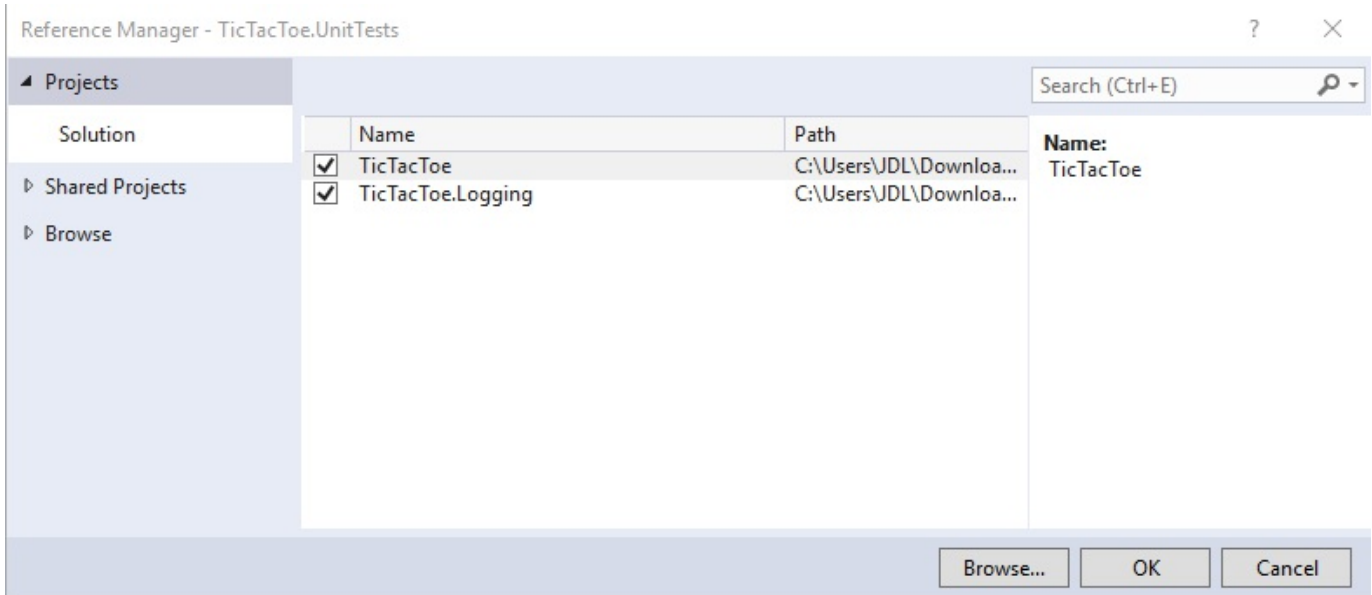 Reference Manager - TicTacToe.UnitTests ?
Projects
Solution
Shared Projects
Browse
Name Path
TicTacToe C:\Users\JDL\Downloa...
TicTacToe.Logging C:\Users\JDL\Downloa...
Search (Ctrl+E)
Name:
TicTacToe
Browse... OK Cancel